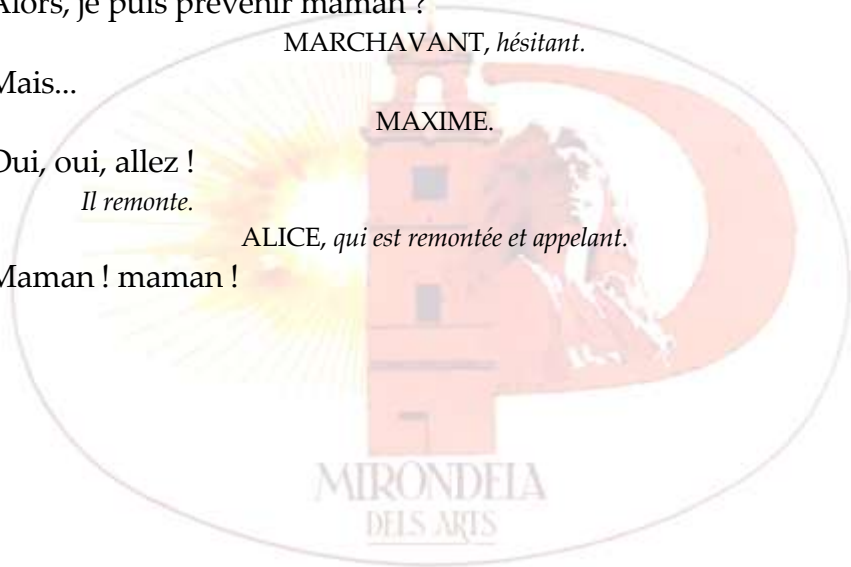 Alors, je puis prévenir maman ?
MARCHAVANT, hésitant.
Mais...
MAXIME.
Oui, oui, allez !
Il remonte.
ALICE, qui est remontée et appelant.
Maman ! maman !
MIRONDELA
DELS ARTS